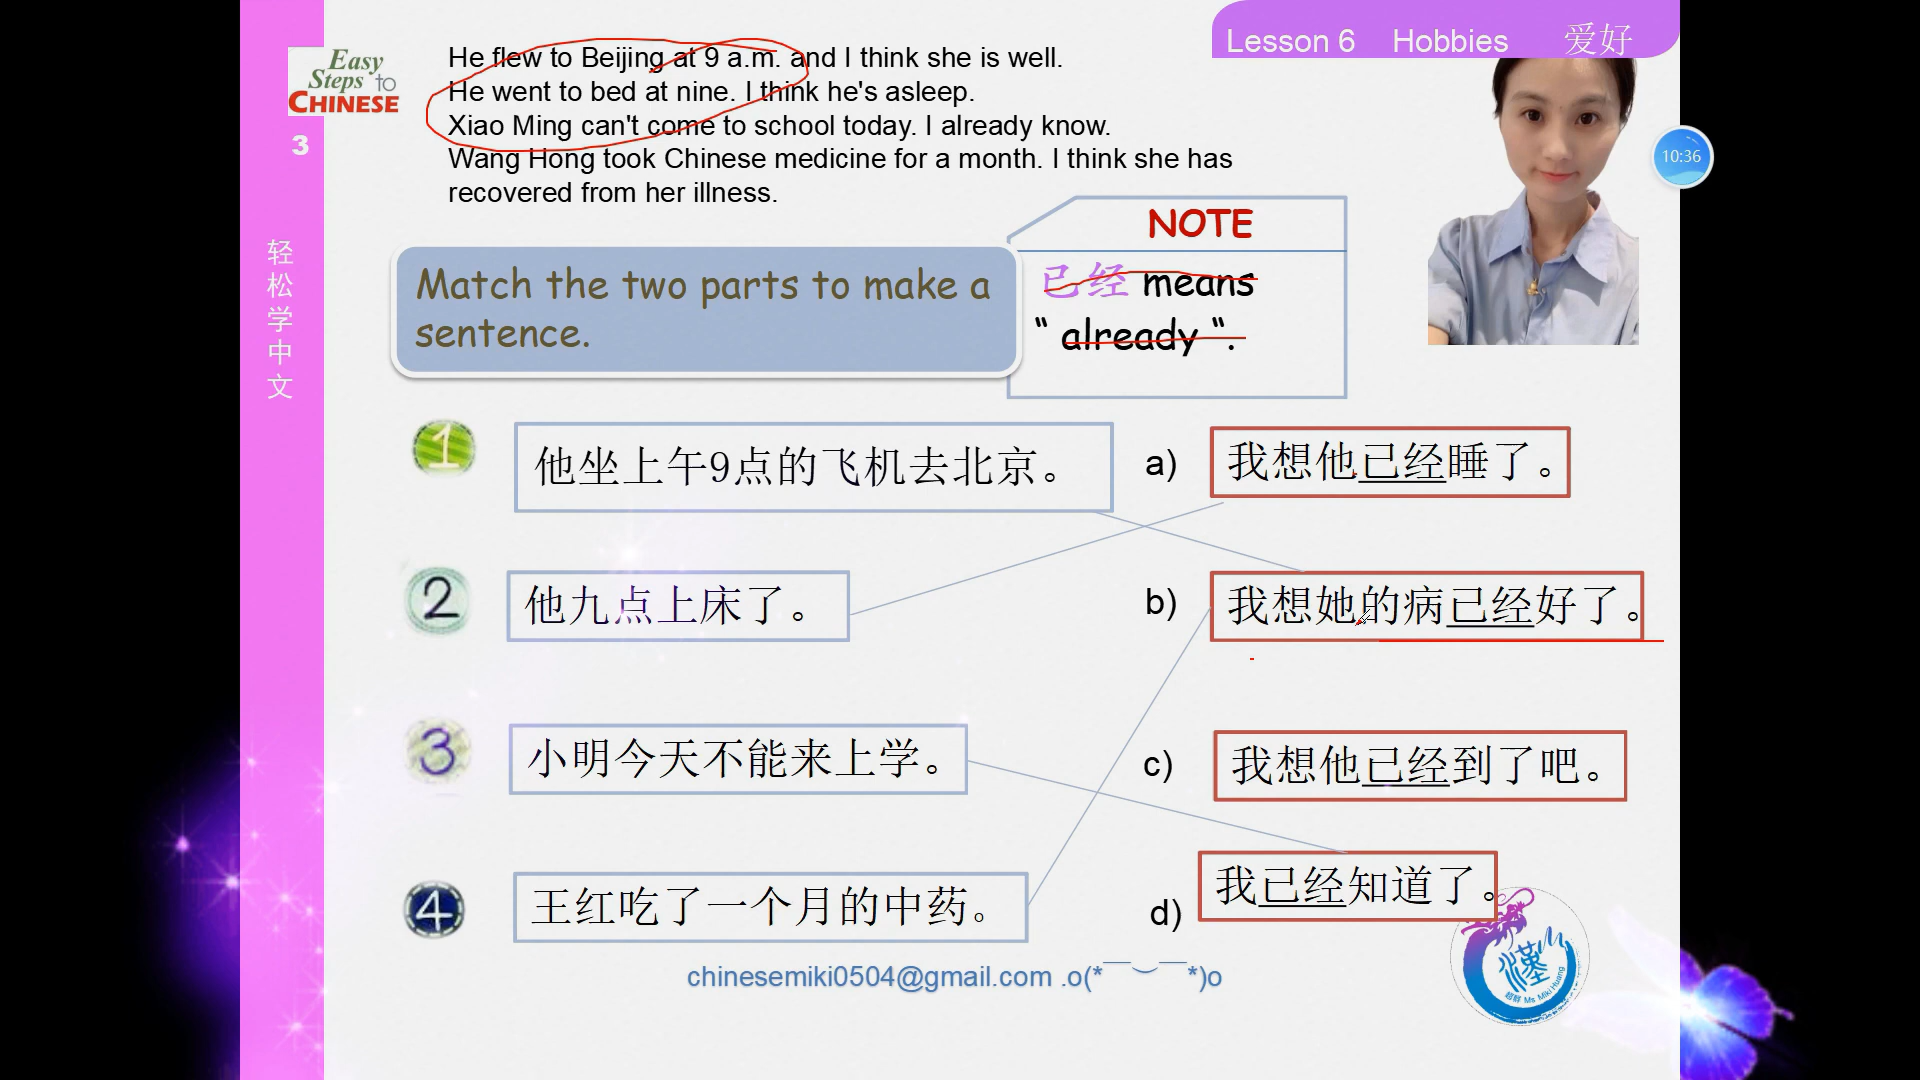 Lesson 6 Hobbies 爱好
Easy
Steps to
CHINESE
3
轻松学中文
He flew to Beijing at 9 a.m. and I think she is well.
He went to bed at nine. I think he's asleep.
Xiao Ming can't come to school today. I already know.
Wang Hong took Chinese medicine for a month. I think she has
recovered from her illness.
10:36
NOTE
已经 means
“ already “.
Match the two parts to make a
sentence.
1 他坐上午9点的飞机去北京。
a) 我想他已经睡了。
2 他九点上床了。
b) 我想她的病已经好了。
3 小明今天不能来上学。
c) 我想他已经到了吧。
4 王红吃了一个月的中药。
d) 我已经知道了。
chinesemiki0504@gmail.com .o(*￣︶￣*)o
Ms Miki Huang